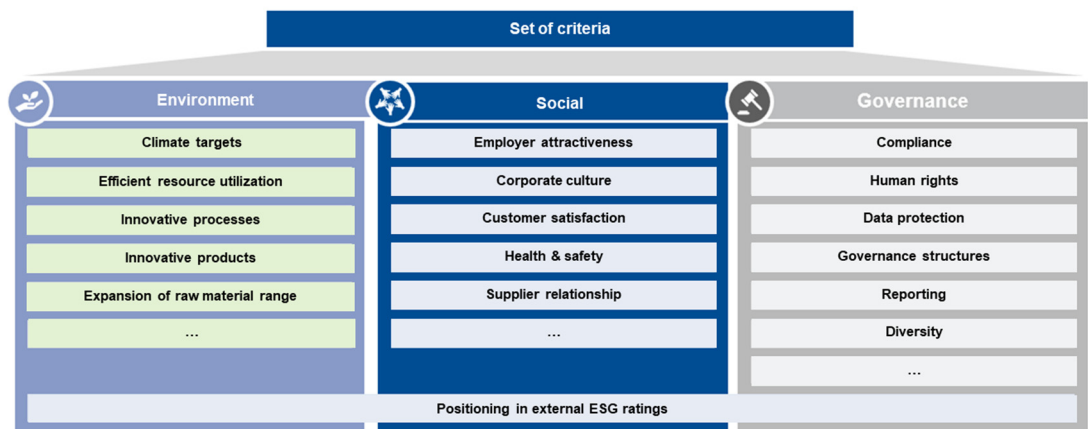 Set of criteria
Environment
Climate targets
Efficient resource utilization
Innovative processes
Innovative products
Expansion of raw material range
...
Social
Employer attractiveness
Corporate culture
Customer satisfaction
Health & safety
Supplier relationship
...
Governance
Compliance
Human rights
Data protection
Governance structures
Reporting
Diversity
...
Positioning in external ESG ratings